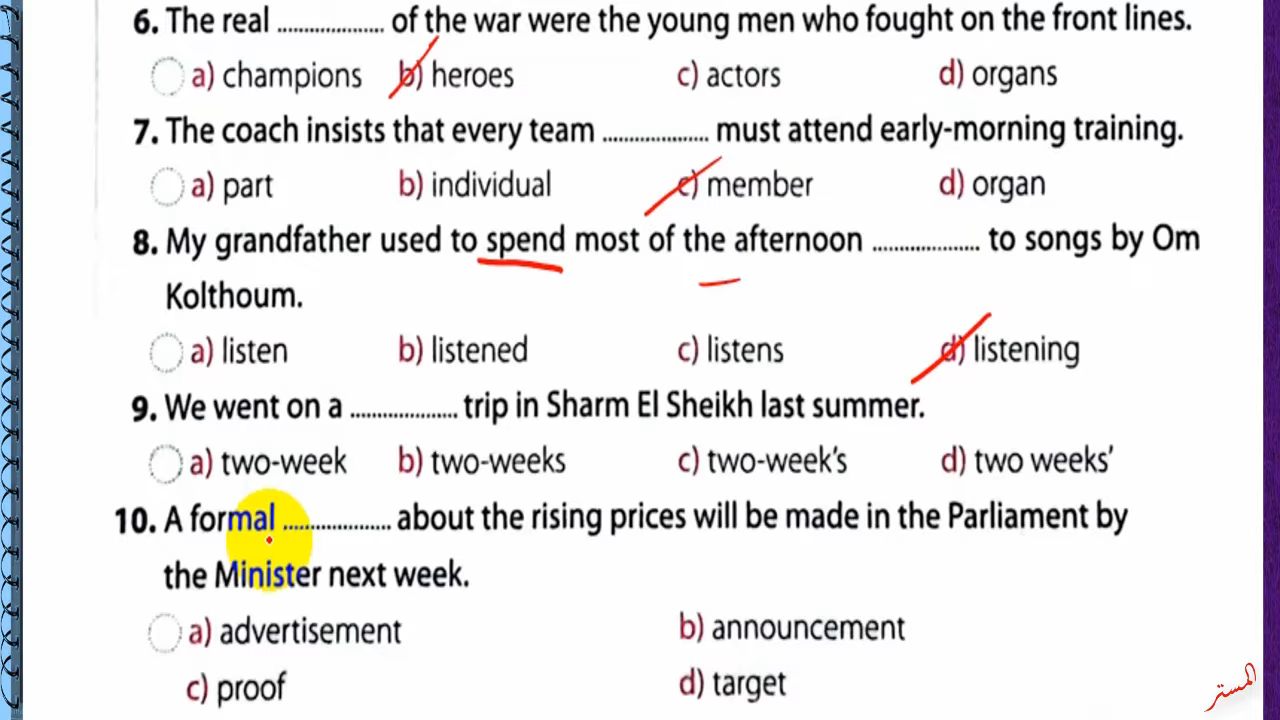 6. The real .................... of the war were the young men who fought on the front lines.
a) champions b) heroes c) actors d) organs
7. The coach insists that every team .................... must attend early-morning training.
a) part b) individual c) member d) organ
8. My grandfather used to spend most of the afternoon .................... to songs by Om
Kolthoum.
a) listen b) listened c) listens d) listening
9. We went on a .................... trip in Sharm El Sheikh last summer.
a) two-week b) two-weeks c) two-week's d) two weeks'
10. A formal .................... about the rising prices will be made in the Parliament by
the Minister next week.
a) advertisement b) announcement
c) proof d) target
المستر